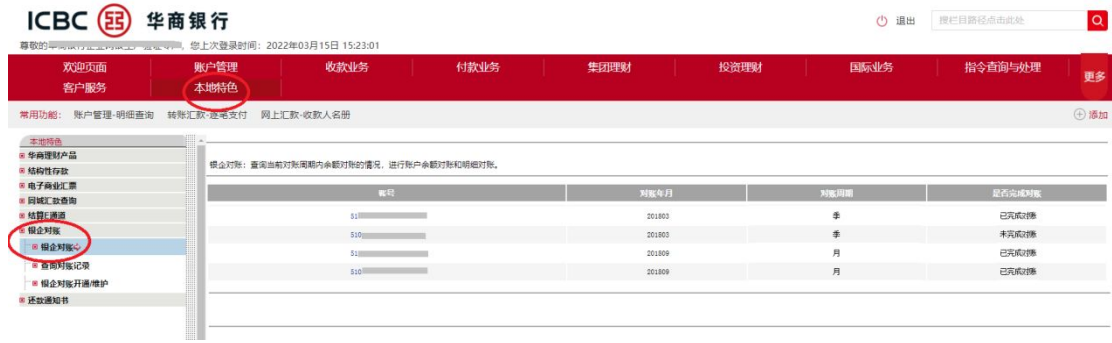 ICBC 华商银行
退出 搜栏目路径点击此处
您上次登录时间：2022年03月15日 15:23:01
欢迎页面 账户管理 收款业务 付款业务 集团理财 投资理财 国际业务 指令查询与处理 更多
客户服务 本地特色
常用功能： 账户管理-明细查询 转账汇款-逐笔支付 网上汇款-收款人名册 添加
本地特色
华商理财产品
结构性存款
电子商业汇票
同城汇款查询
结算E通道
银企对账
银企对账
查询对账记录
银企对账开通/维护
还款通知书
银企对账：查询当前对账周期内余额对账的情况，进行账户余额对账和明细对账。
账号 对账年月 对账周期 是否完成对账
51 201803 季 已完成对账
510 201803 季 未完成对账
51 201809 月 已完成对账
510 201809 月 已完成对账